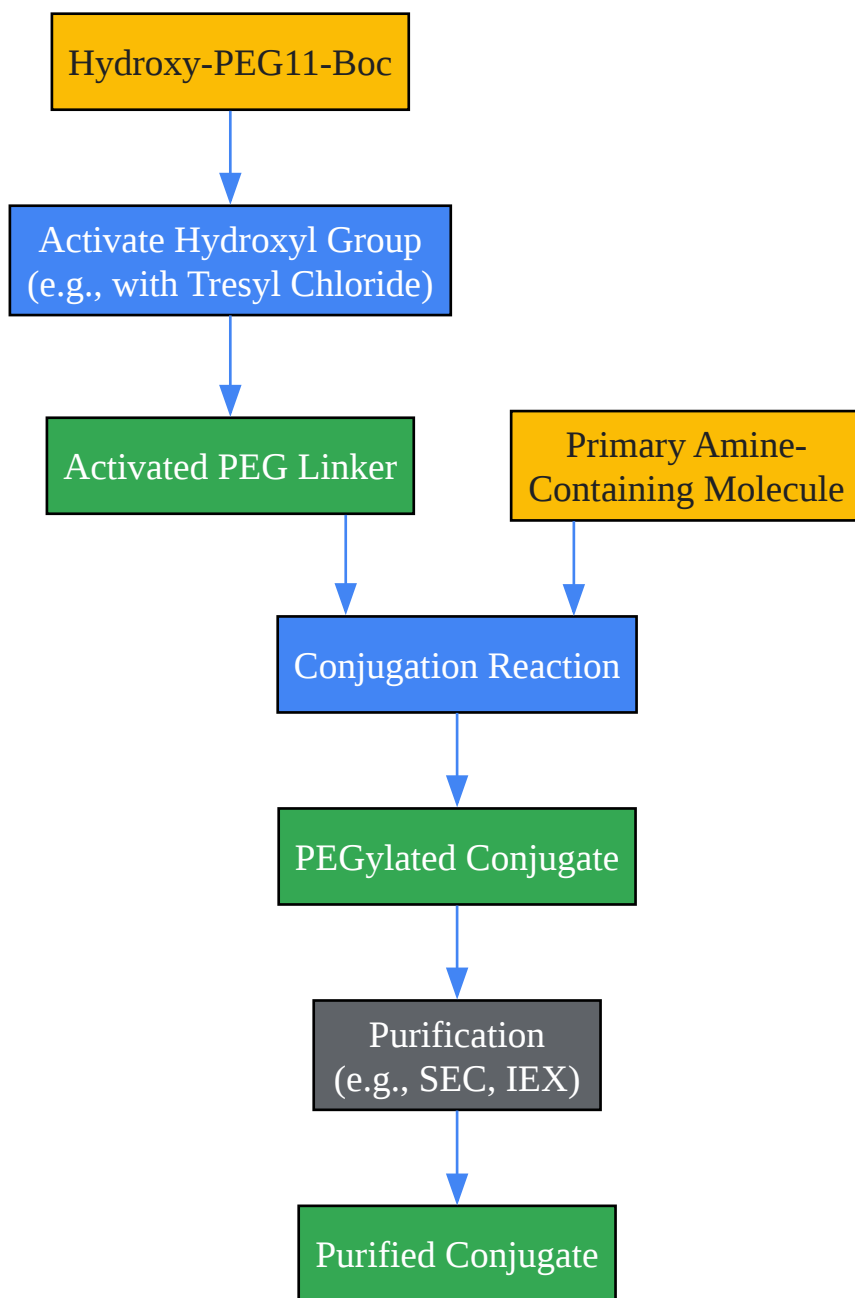 Hydroxy-PEG11-Boc
Activate Hydroxyl Group
(e.g., with Tresyl Chloride)
Activated PEG Linker
Primary Amine-
Containing Molecule
Conjugation Reaction
PEGylated Conjugate
Purification
(e.g., SEC, IEX)
Purified Conjugate